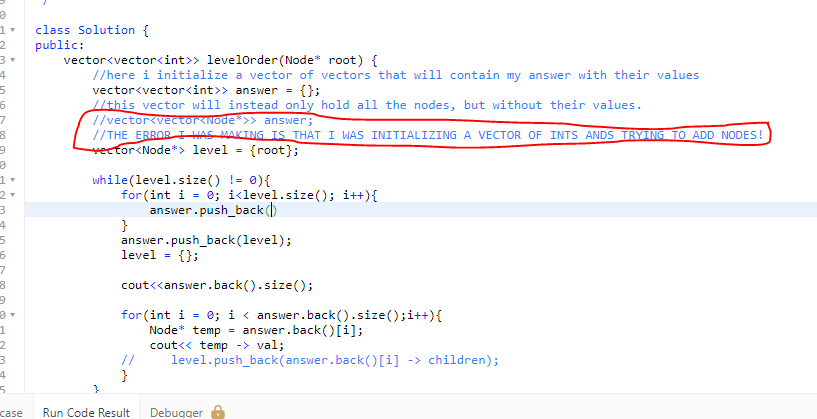 /
class Solution {
public:
vector<vector<int>> levelOrder(Node* root) {
//here i initialize a vector of vectors that will contain my answer with their values
vector<vector<int>> answer = {};
//this vector will instead only hold all the nodes, but without their values.
//vector<vector<Node*>> answer;
//THE ERROR I WAS MAKING IS THAT I WAS INITIALIZING A VECTOR OF INTS ANDS TRYING TO ADD NODES!
vector<Node*> level = {root};
while(level.size() != 0){
for(int i = 0; i<level.size(); i++){
answer.push_back()
}
answer.push_back(level);
level = {};
cout<<answer.back().size();
for(int i = 0; i < answer.back().size();i++){
Node* temp = answer.back()[i];
cout<< temp -> val;
// level.push_back(answer.back()[i] -> children);
}
}
case Run Code Result Debugger